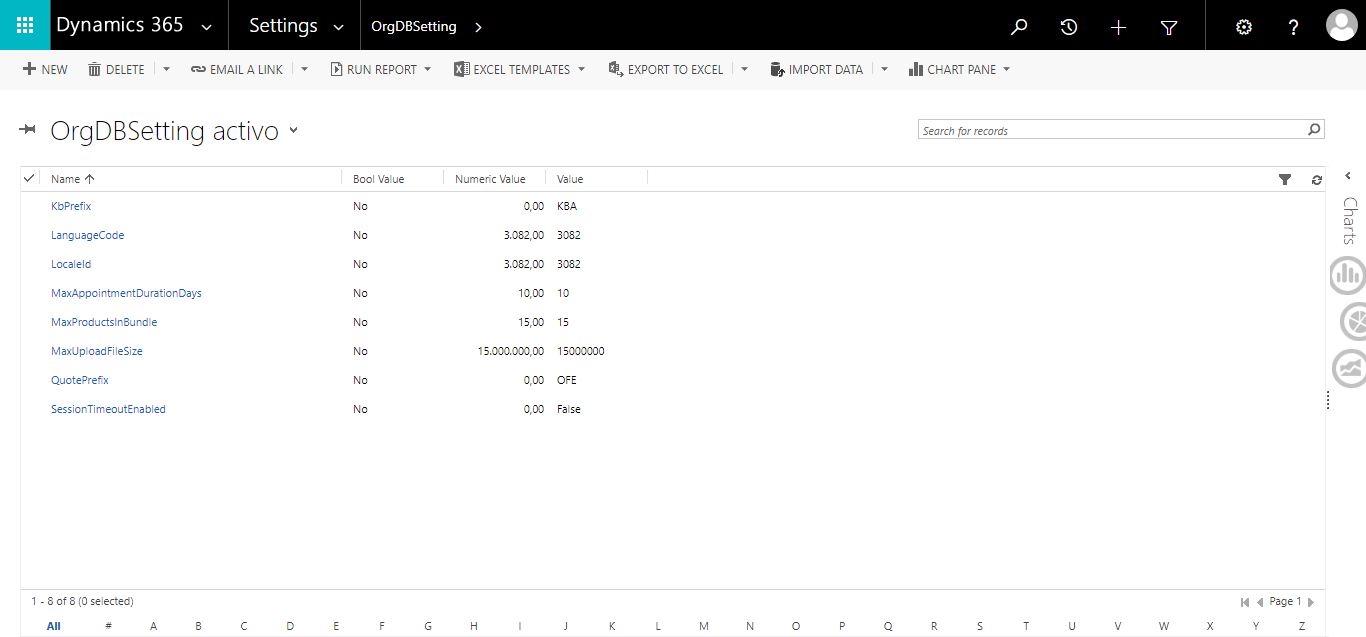 Dynamics 365 Settings OrgDBSetting ?
NEW DELETE EMAIL A LINK RUN REPORT EXCEL TEMPLATES EXPORT TO EXCEL IMPORT DATA CHART PANE
OrgDBSetting activo
Search for records
Name Bool Value Numeric Value Value
KbPrefix No 0,00 KBA
LanguageCode No 3.082,00 3082
LocaleId No 3.082,00 3082
MaxAppointmentDurationDays No 10,00 10
MaxProductsInBundle No 15,00 15
MaxUploadFileSize No 15.000.000,00 15000000
QuotePrefix No 0,00 OFE
SessionTimeoutEnabled No 0,00 False
Charts
1 - 8 of 8 (0 selected) Page 1
All # A B C D E F G H I J K L M N O P Q R S T U V W X Y Z